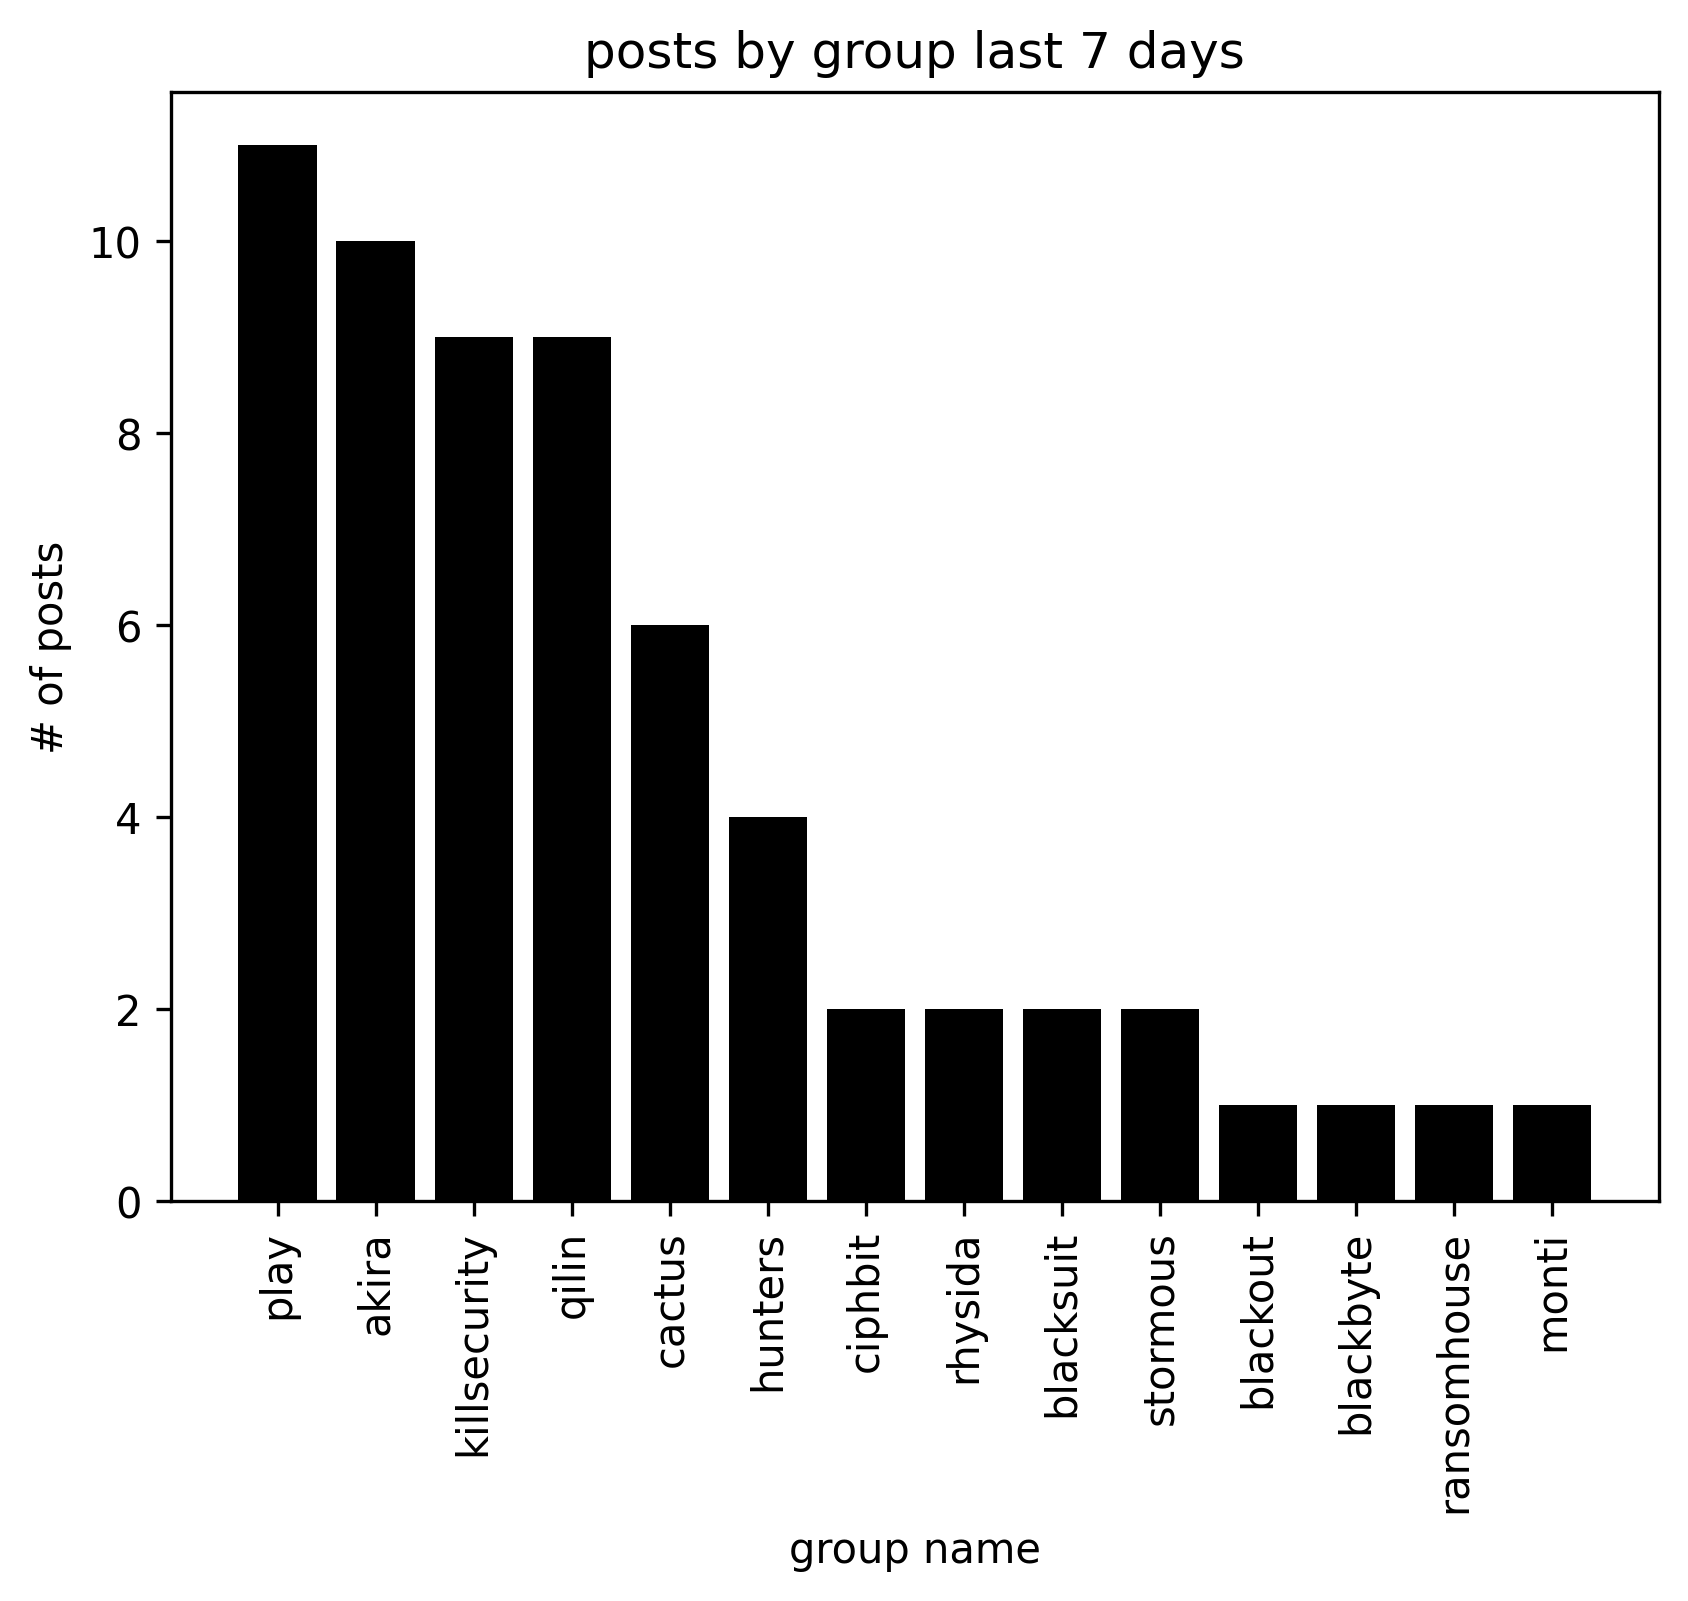 posts by group last 7 days
# of posts
10
8
6
4
2
0
play
akira
killsecurity
qilin
cactus
hunters
ciphbit
rhysida
blacksuit
stormous
blackout
blackbyte
ransomhouse
monti
group name